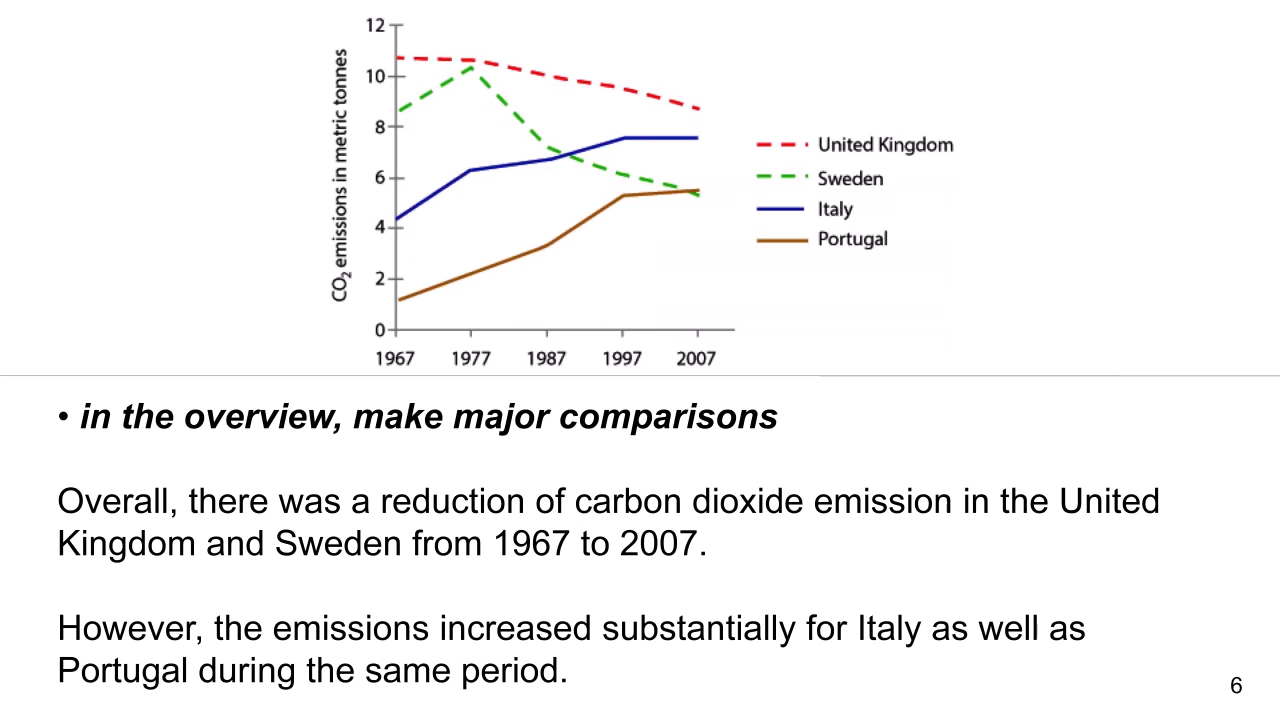 12
10
8
6
4
2
0
CO₂ emissions in metric tonnes
1967 1977 1987 1997 2007
United Kingdom
Sweden
Italy
Portugal
• in the overview, make major comparisons
Overall, there was a reduction of carbon dioxide emission in the United
Kingdom and Sweden from 1967 to 2007.
However, the emissions increased substantially for Italy as well as
Portugal during the same period.
6